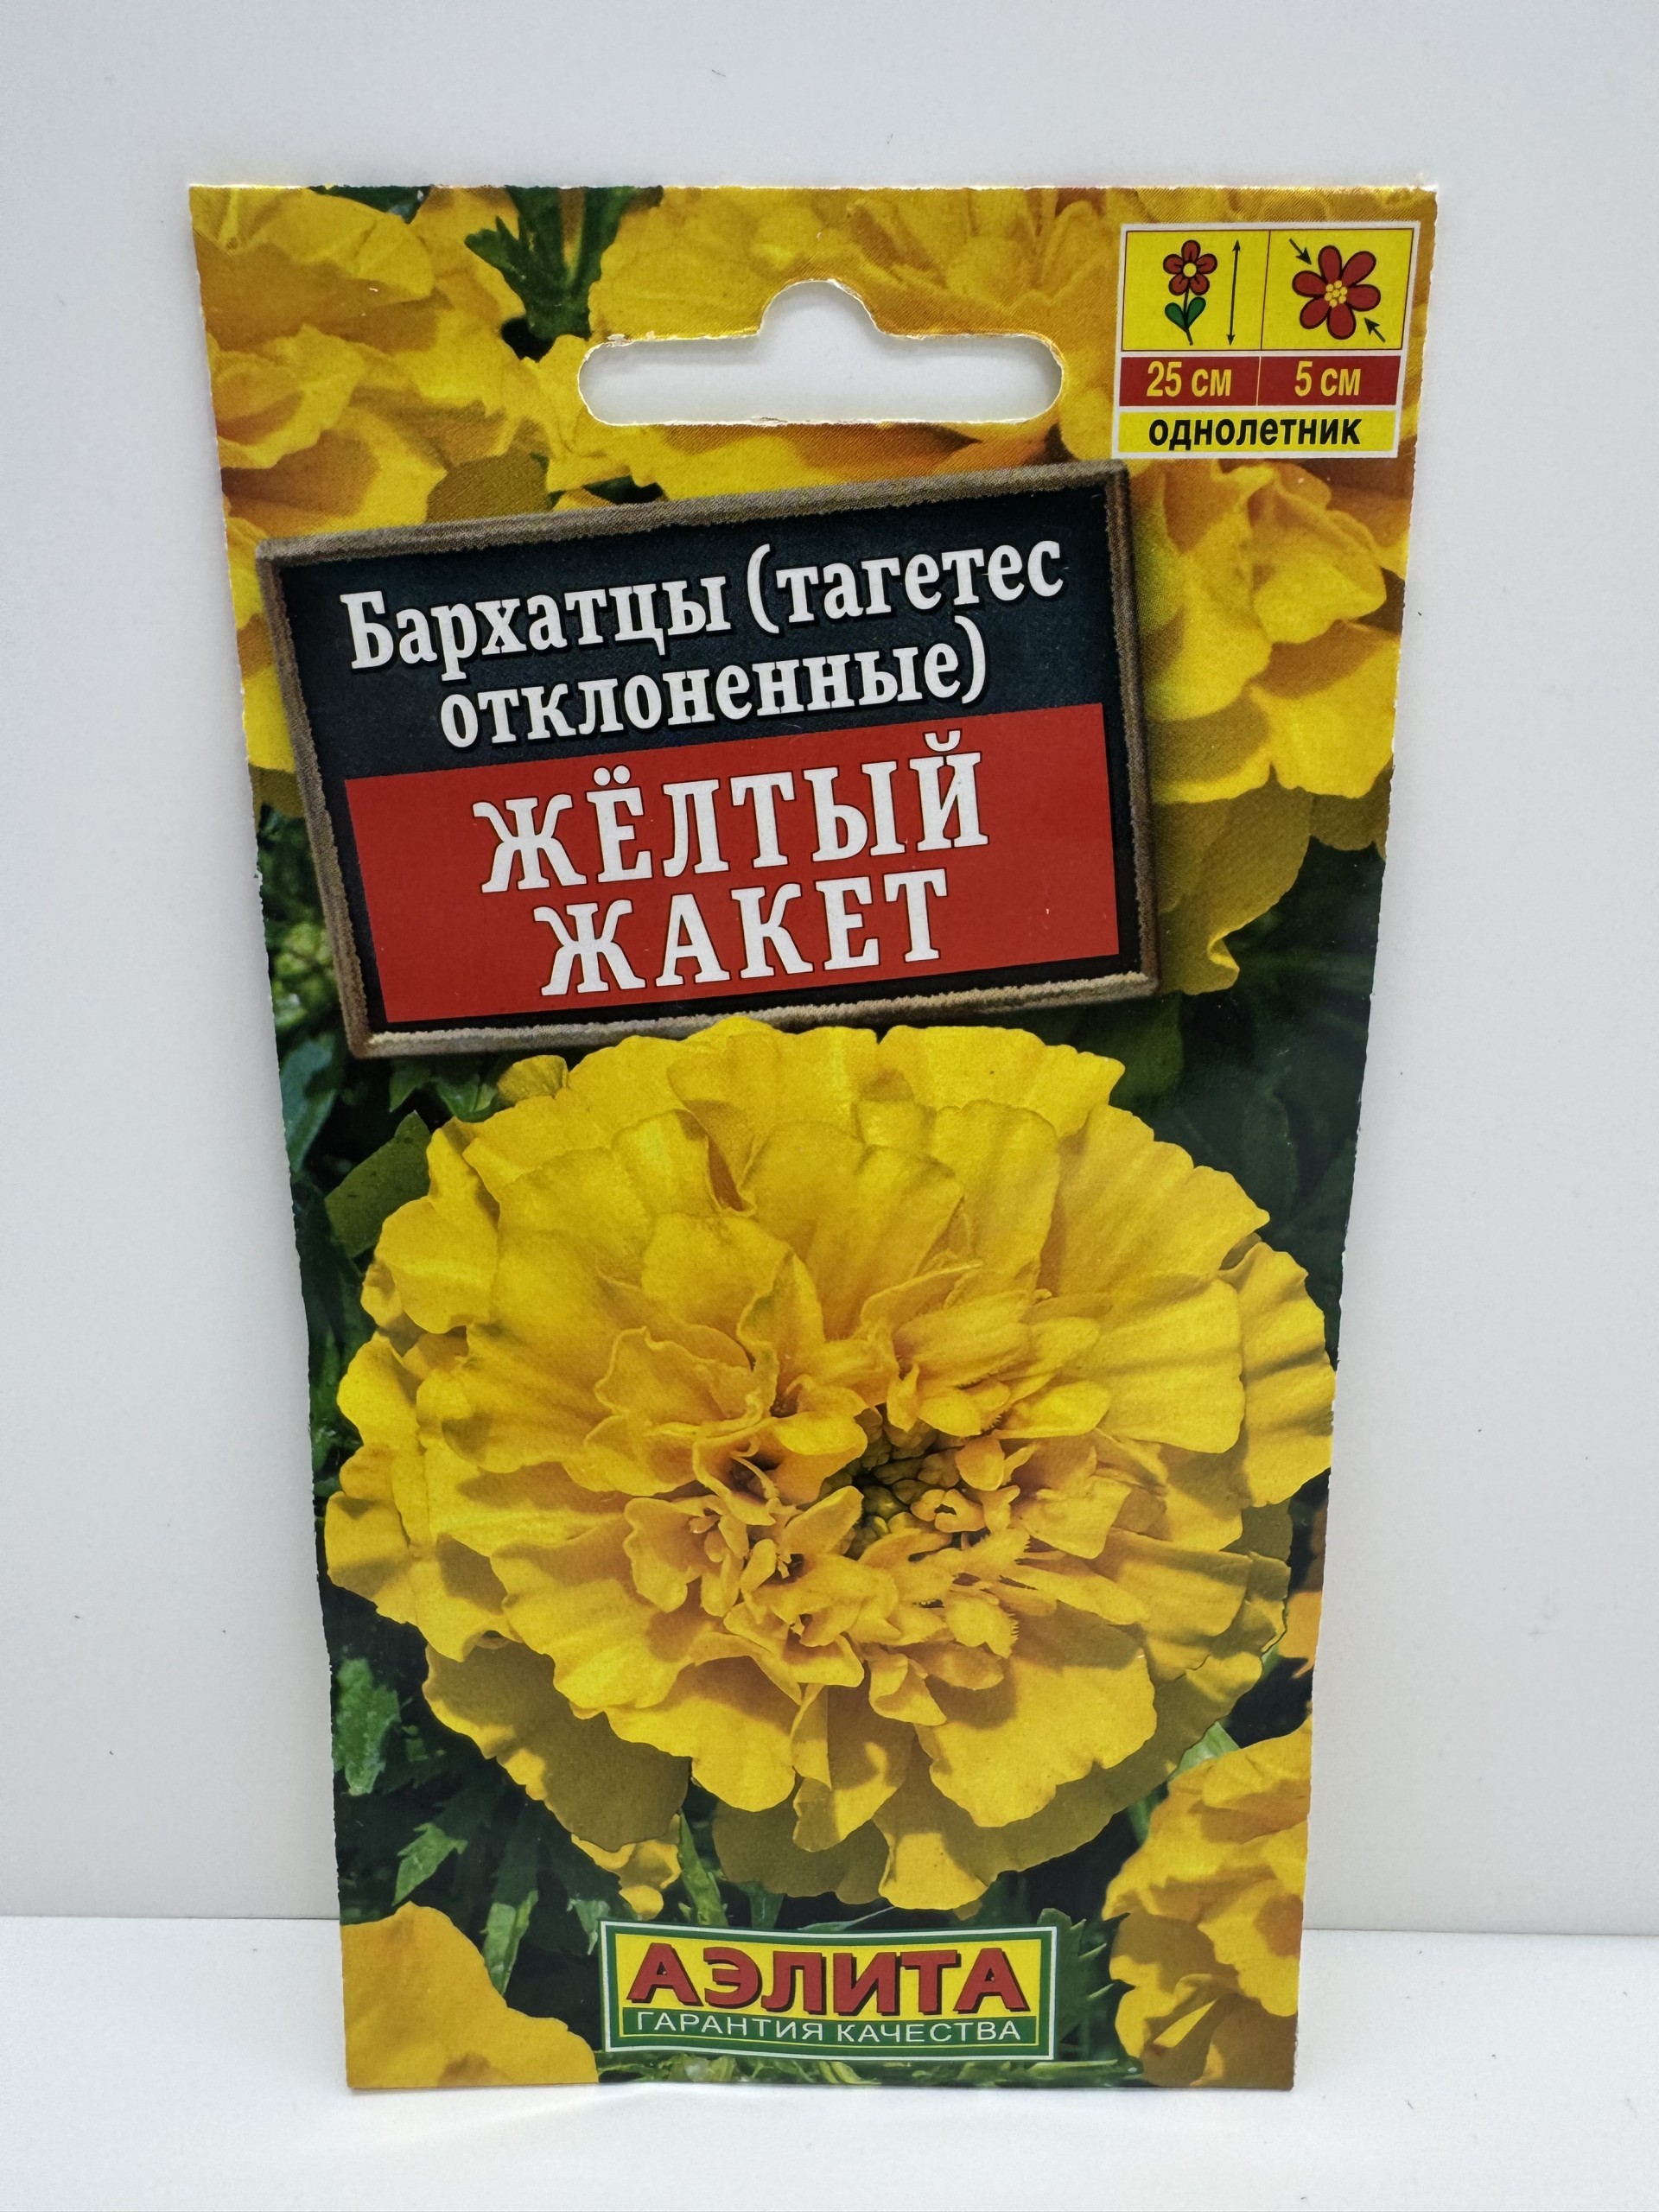 25 см 5 см
однолетник
Бархатцы (тагетес
отклоненные)
ЖЁЛТЫЙ
ЖАКЕТ
АЭЛИТА
ГАРАНТИЯ КАЧЕСТВА